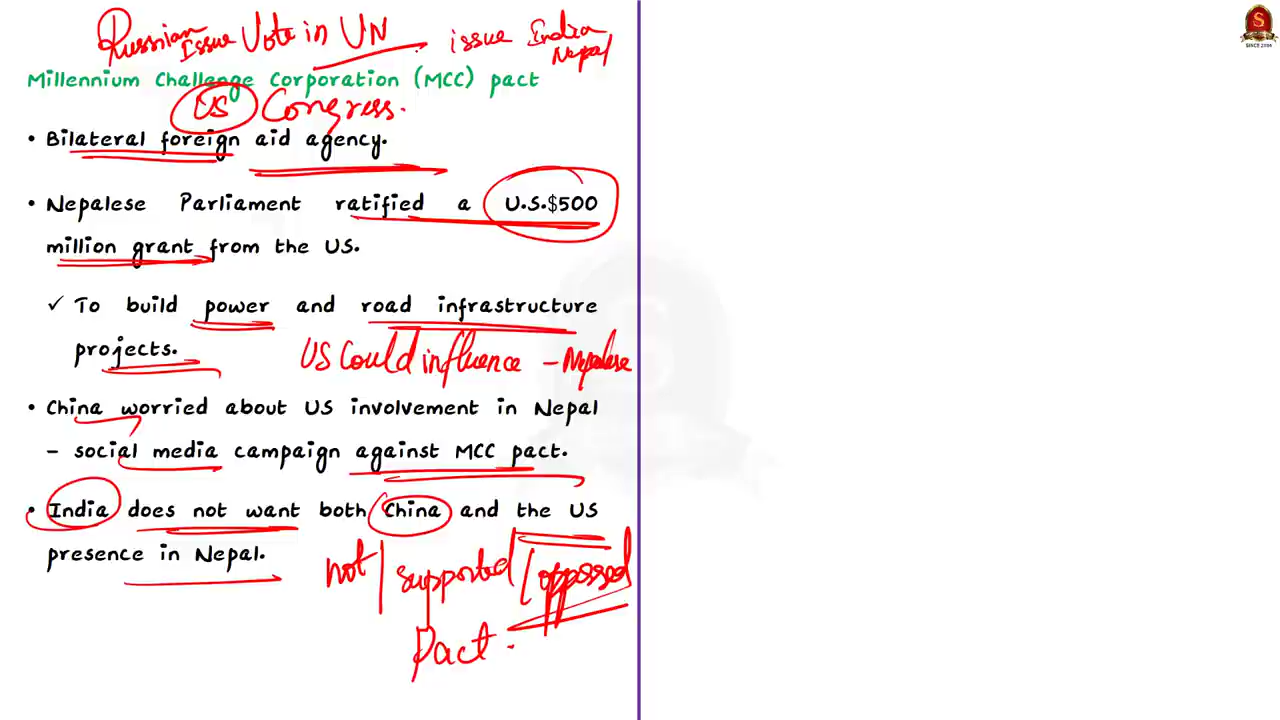 Russian Issue Vote in UN issue India Nepal
Millennium Challenge Corporation (MCC) pact
US Congress.
• Bilateral foreign aid agency.
• Nepalese Parliament ratified a U.S.$500
million grant from the US.
✓ To build power and road infrastructure
projects.
US Could influence – Nepalese
• China worried about US involvement in Nepal
– social media campaign against MCC pact.
• India does not want both China and the US
presence in Nepal.
not / supported / opposed
Pact.
S
SINCE 2004